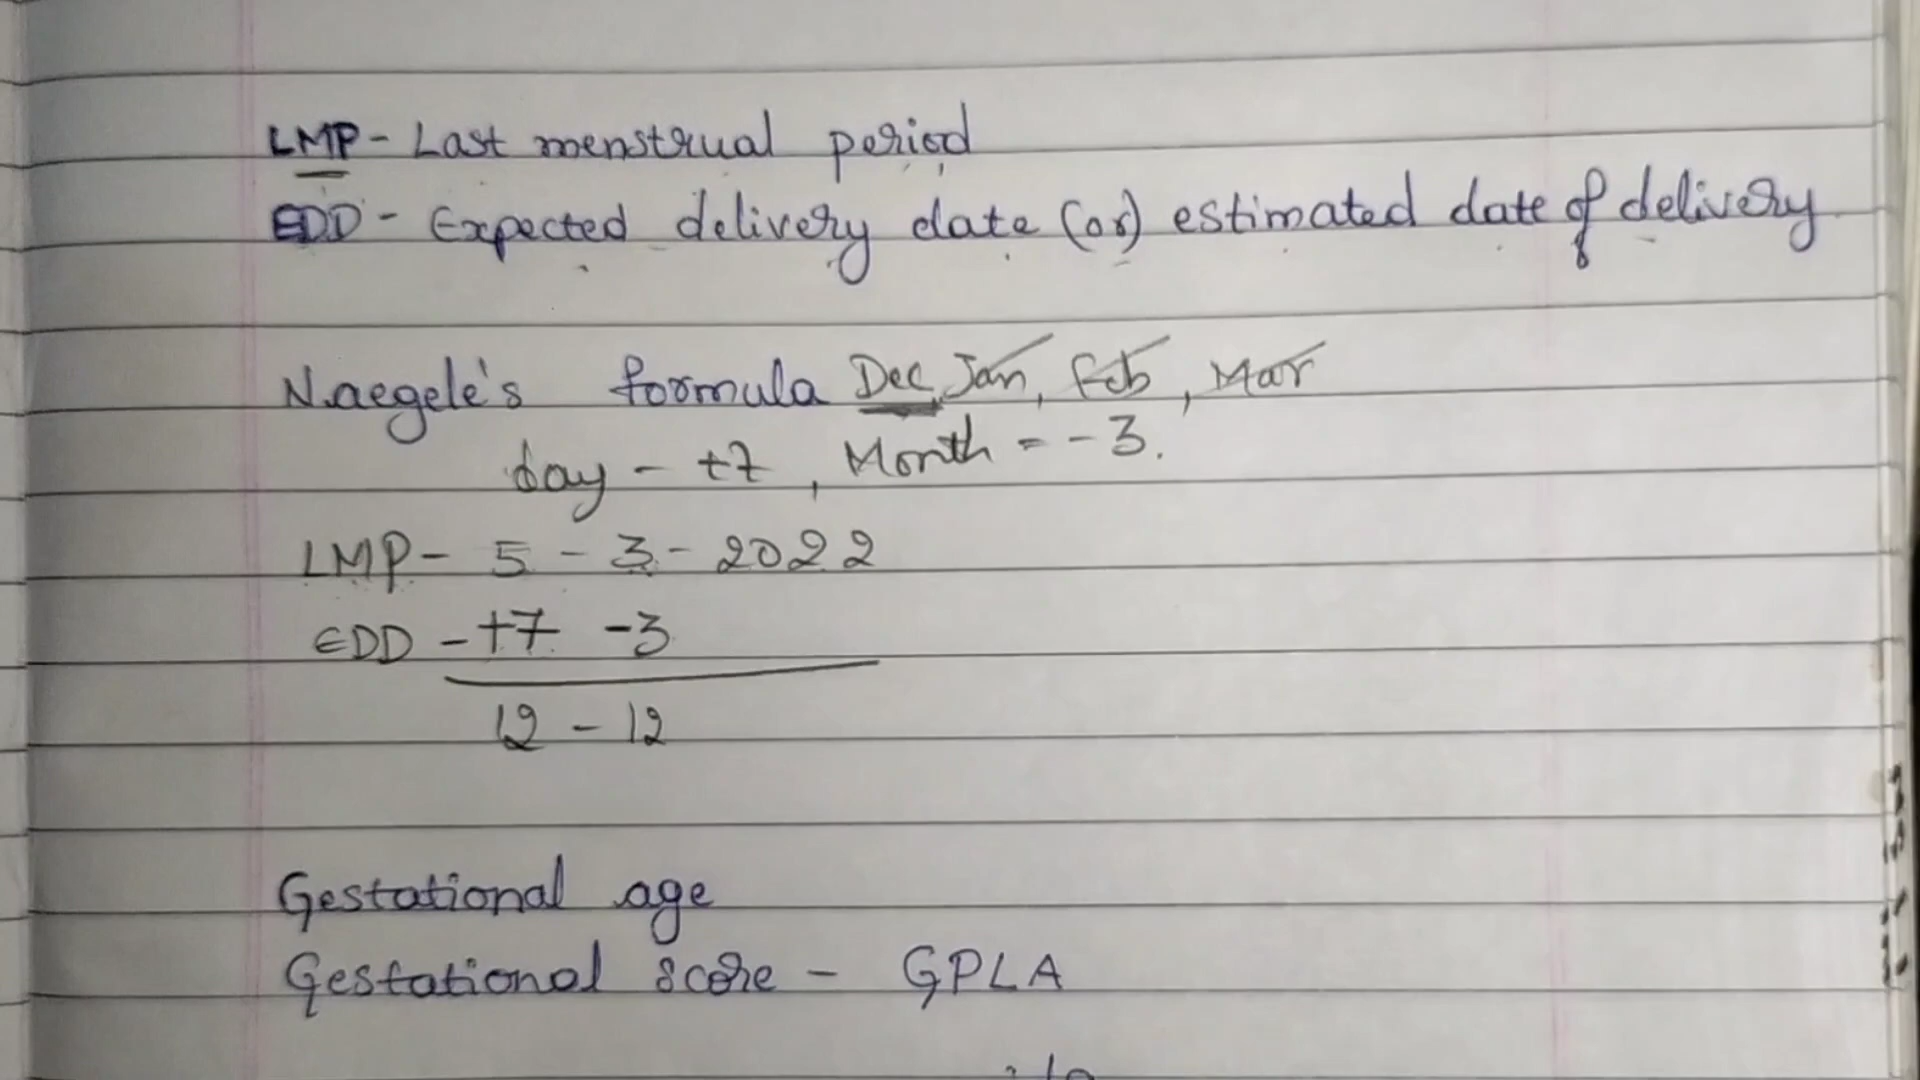 LMP - Last menstrual period
EDD - Expected delivery date (or) estimated date of delivery
Naegele's formula Dec, Jan, Feb, Mar
day - +7, Month = -3.
LMP - 5 - 3 - 2022
EDD - +7 -3
12 - 12
Gestational age
Gestational score - GPLA